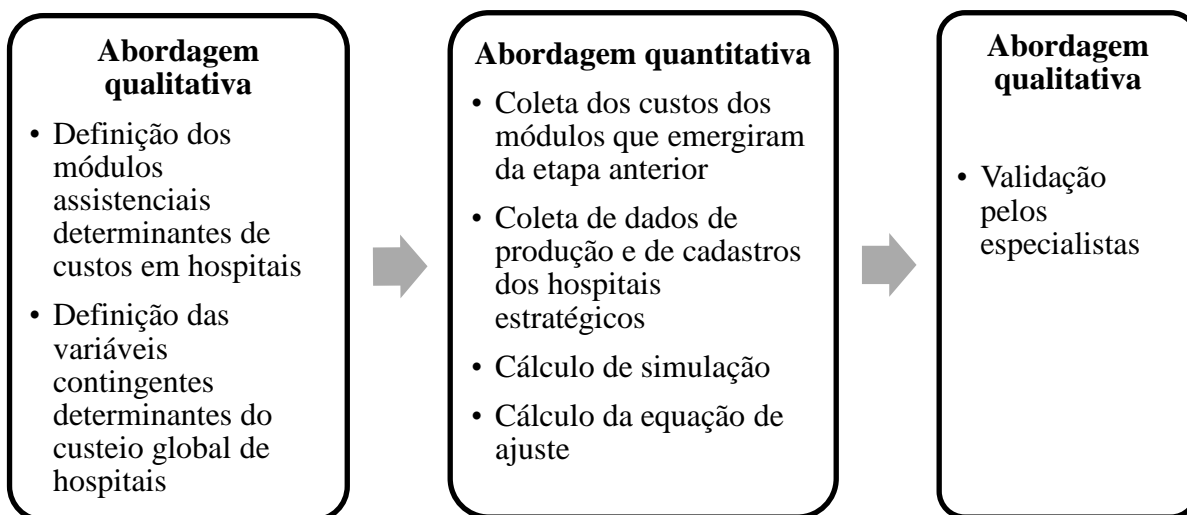 Abordagem
qualitativa
• Definição dos
módulos
assistenciais
determinantes de
custos em hospitais
• Definição das
variáveis
contingentes
determinantes do
custeio global de
hospitais
Abordagem quantitativa
• Coleta dos custos dos
módulos que emergiram
da etapa anterior
• Coleta de dados de
produção e de cadastros
dos hospitais
estratégicos
• Cálculo de simulação
• Cálculo da equação de
ajuste
Abordagem
qualitativa
• Validação
pelos
especialistas